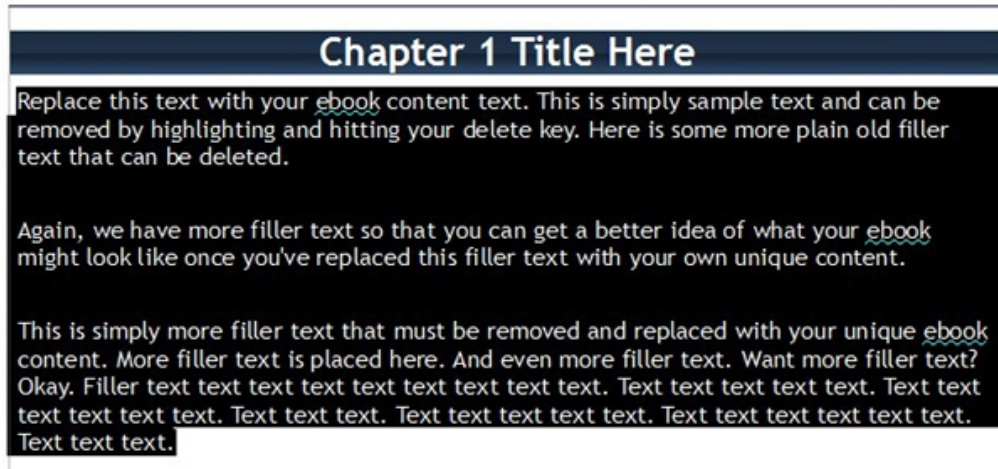 Chapter 1 Title Here
Replace this text with your ebook content text. This is simply sample text and can be
removed by highlighting and hitting your delete key. Here is some more plain old filler
text that can be deleted.
Again, we have more filler text so that you can get a better idea of what your ebook
might look like once you've replaced this filler text with your own unique content.
This is simply more filler text that must be removed and replaced with your unique ebook
content. More filler text is placed here. And even more filler text. Want more filler text?
Okay. Filler text text text text text text text text text. Text text text text text. Text text
text text text text. Text text text. Text text text text text. Text text text text text text.
Text text text.